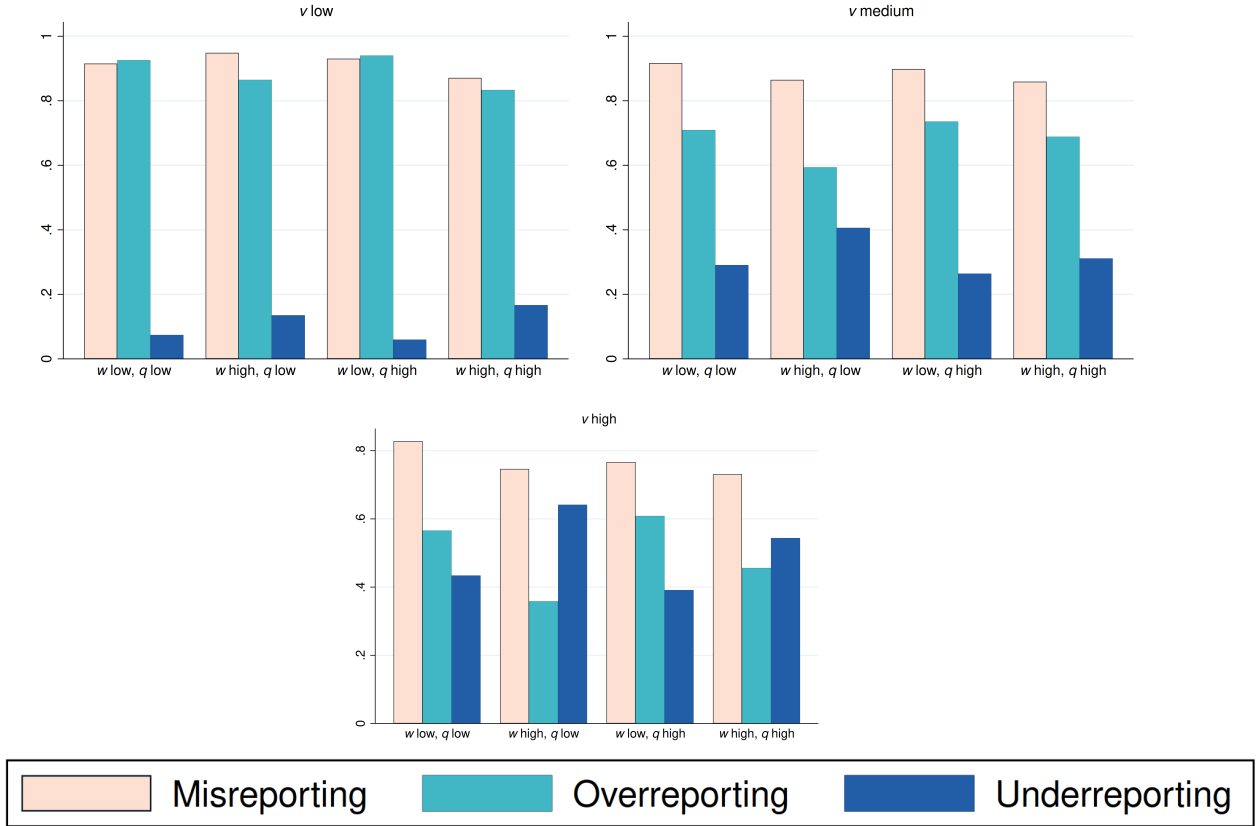 v low
1
.8
.6
.4
.2
0
w low, q low w high, q low w low, q high w high, q high
v medium
1
.8
.6
.4
.2
0
w low, q low w high, q low w low, q high w high, q high
v high
.8
.6
.4
.2
0
w low, q low w high, q low w low, q high w high, q high
Misreporting Overreporting Underreporting